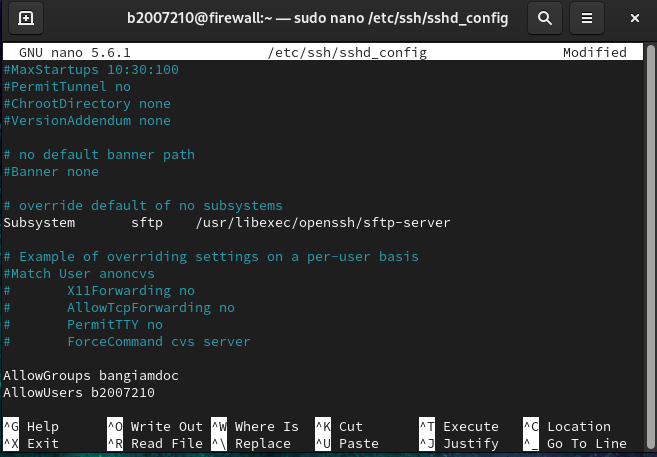 b2007210@firewall:~ — sudo nano /etc/ssh/sshd_config
GNU nano 5.6.1 /etc/ssh/sshd_config Modified
#MaxStartups 10:30:100
#PermitTunnel no
#ChrootDirectory none
#VersionAddendum none
# no default banner path
#Banner none
# override default of no subsystems
Subsystem sftp /usr/libexec/openssh/sftp-server
# Example of overriding settings on a per-user basis
#Match User anoncvs
# X11Forwarding no
# AllowTcpForwarding no
# PermitTTY no
# ForceCommand cvs server
AllowGroups bangiamdoc
AllowUsers b2007210
^G Help ^O Write Out ^W Where Is ^K Cut ^T Execute ^C Location
^X Exit ^R Read File ^\ Replace ^U Paste ^J Justify ^_ Go To Line